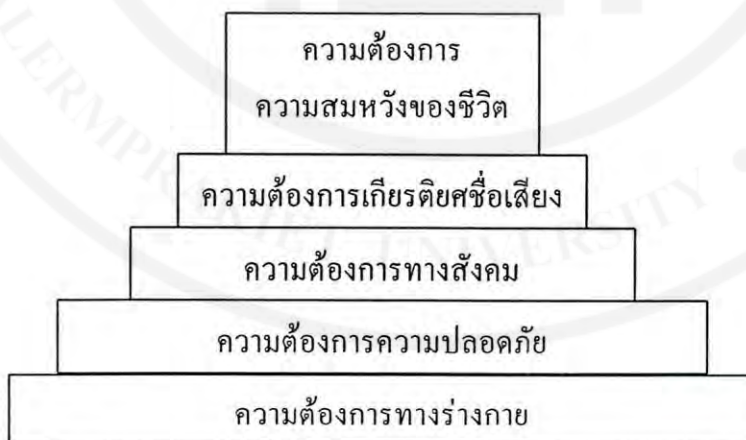 ความต้องการ
ความสมหวังของชีวิต
ความต้องการเกียรติยศชื่อเสียง
ความต้องการทางสังคม
ความต้องการความปลอดภัย
ความต้องการทางร่างกาย
LERMPRAKIET UNIVERSITY